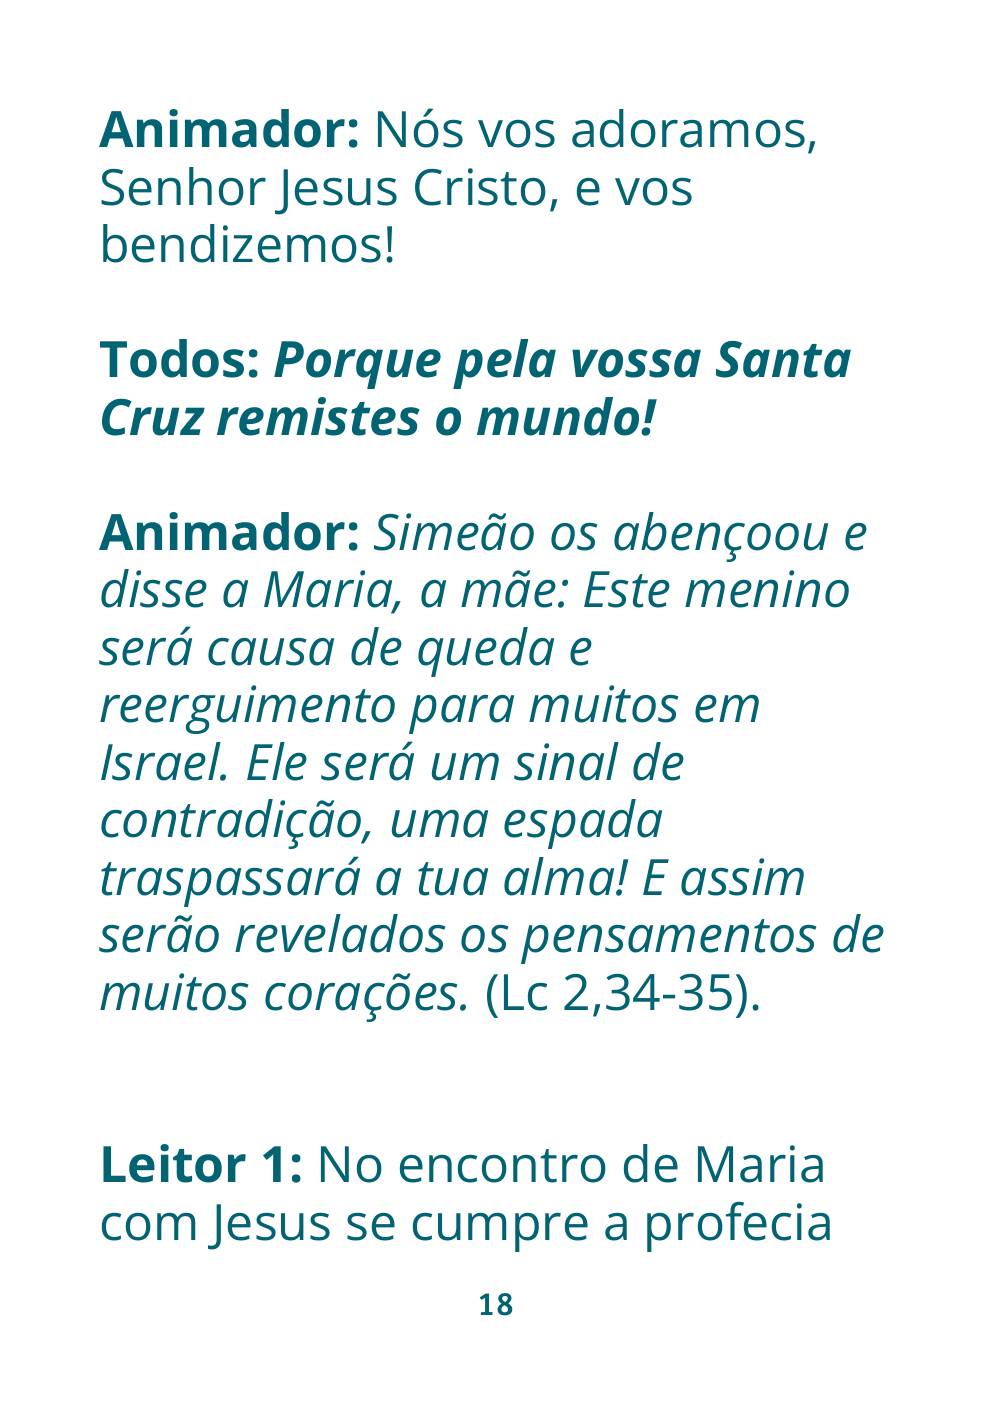 Animador: Nós vos adoramos,
Senhor Jesus Cristo, e vos
bendizemos!
Todos: Porque pela vossa Santa
Cruz remistes o mundo!
Animador: Simeão os abençoou e
disse a Maria, a mãe: Este menino
será causa de queda e
reerguimento para muitos em
Israel. Ele será um sinal de
contradição, uma espada
traspassará a tua alma! E assim
serão revelados os pensamentos de
muitos corações. (Lc 2,34-35).
Leitor 1: No encontro de Maria
com Jesus se cumpre a profecia
18